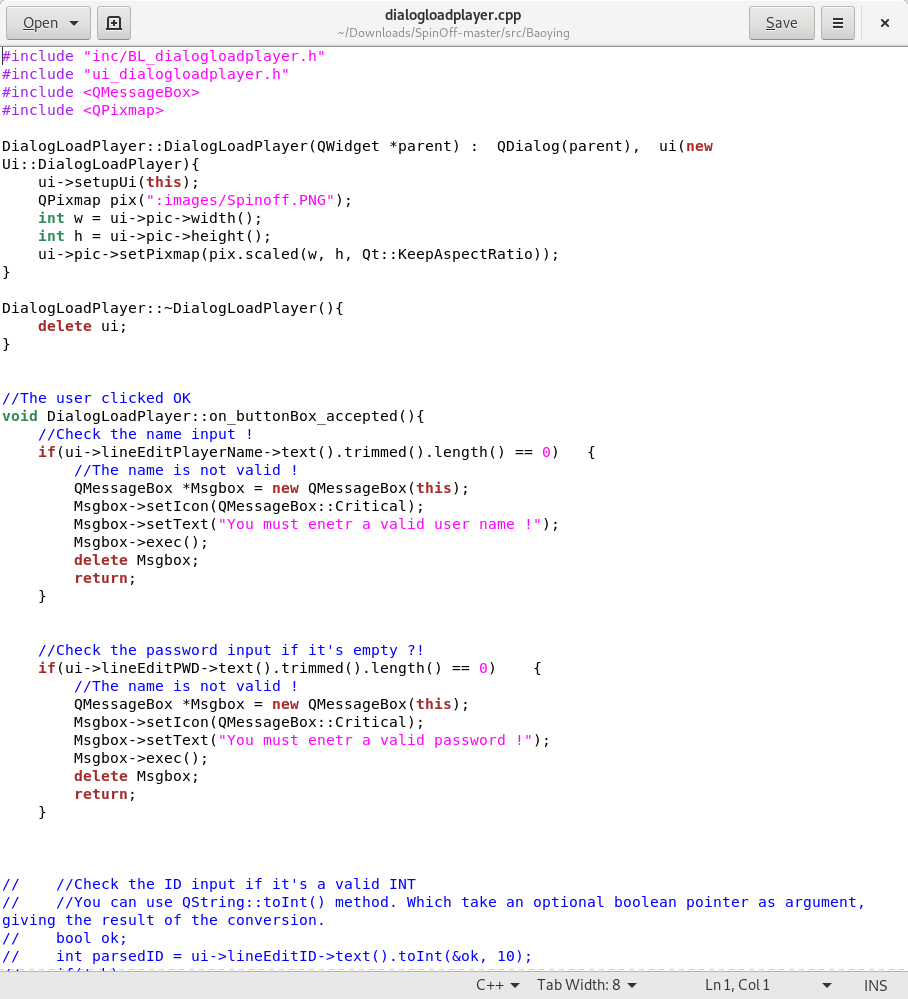 Open
dialogloadplayer.cpp
~/Downloads/SpinOff-master/src/Baoying
Save
#include "inc/BL_dialogloadplayer.h"
#include "ui_dialogloadplayer.h"
#include <QMessageBox>
#include <QPixmap>
DialogLoadPlayer::DialogLoadPlayer(QWidget *parent) :  QDialog(parent),  ui(new
Ui::DialogLoadPlayer){
    ui->setupUi(this);
    QPixmap pix(":images/Spinoff.PNG");
    int w = ui->pic->width();
    int h = ui->pic->height();
    ui->pic->setPixmap(pix.scaled(w, h, Qt::KeepAspectRatio));
}
DialogLoadPlayer::~DialogLoadPlayer(){
    delete ui;
}
//The user clicked OK
void DialogLoadPlayer::on_buttonBox_accepted(){
    //Check the name input !
    if(ui->lineEditPlayerName->text().trimmed().length() == 0)   {
        //The name is not valid !
        QMessageBox *Msgbox = new QMessageBox(this);
        Msgbox->setIcon(QMessageBox::Critical);
        Msgbox->setText("You must enetr a valid user name !");
        Msgbox->exec();
        delete Msgbox;
        return;
    }
    //Check the password input if it's empty ?!
    if(ui->lineEditPWD->text().trimmed().length() == 0)    {
        //The name is not valid !
        QMessageBox *Msgbox = new QMessageBox(this);
        Msgbox->setIcon(QMessageBox::Critical);
        Msgbox->setText("You must enetr a valid password !");
        Msgbox->exec();
        delete Msgbox;
        return;
    }
//    //Check the ID input if it's a valid INT
//    //You can use QString::toInt() method. Which take an optional boolean pointer as argument,
giving the result of the conversion.
//    bool ok;
//    int parsedID = ui->lineEditID->text().toInt(&ok, 10);
C++
Tab Width: 8
Ln 1, Col 1
INS